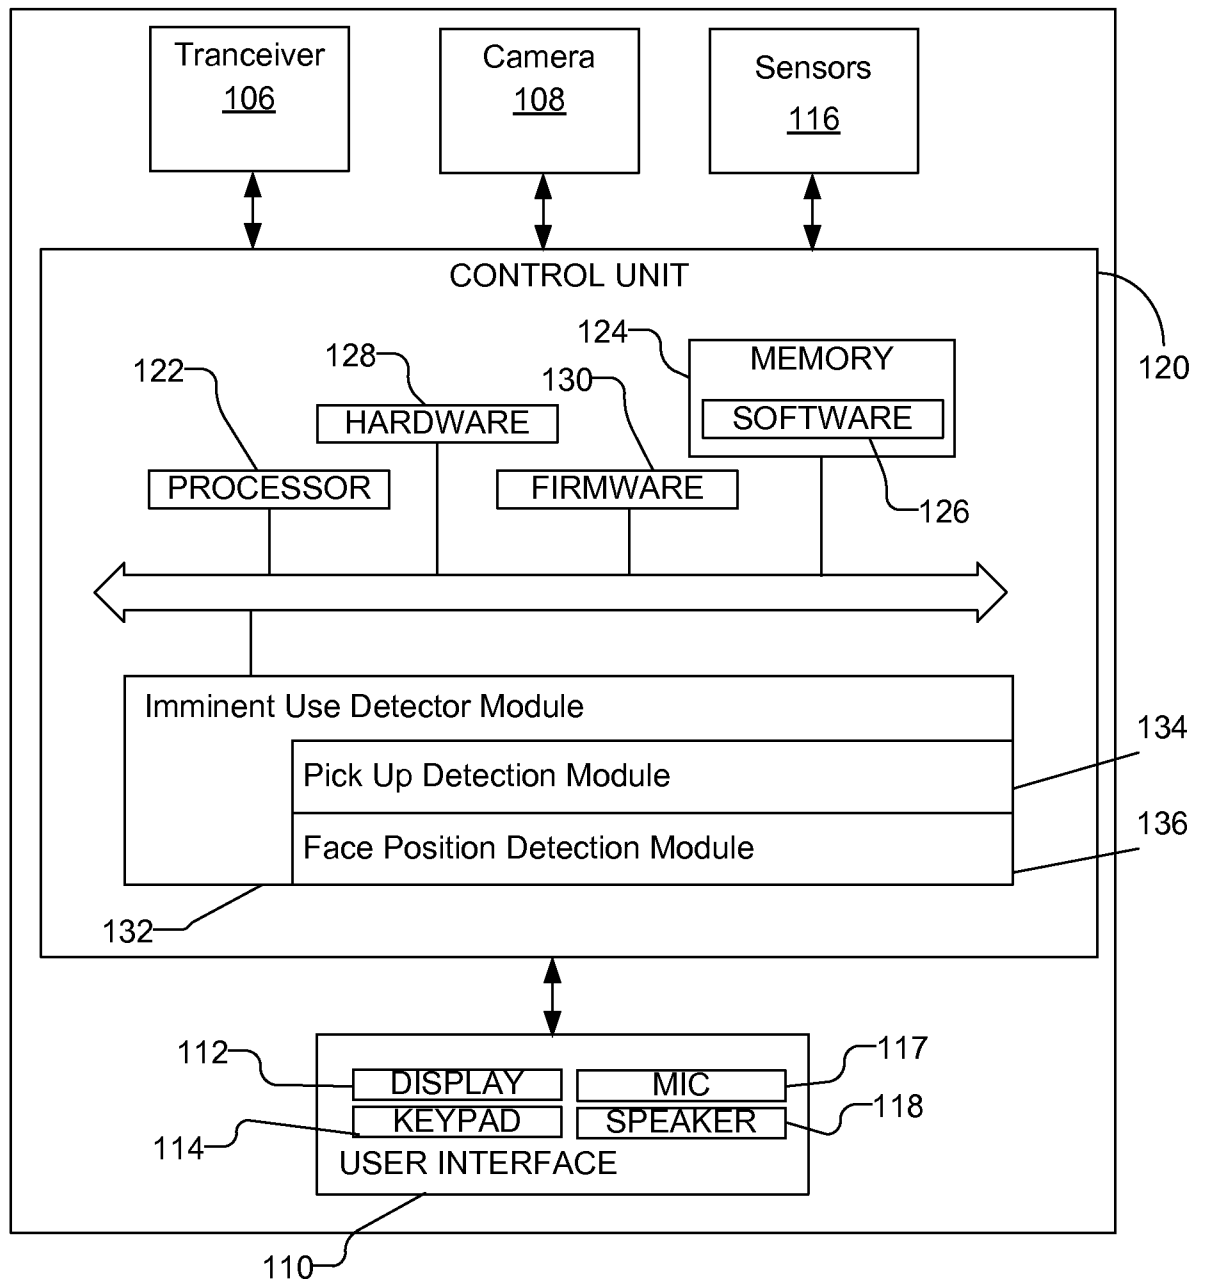 Tranceiver
106
Camera
108
Sensors
116
CONTROL UNIT
120
124
MEMORY
SOFTWARE
126
128
HARDWARE
130
FIRMWARE
122
PROCESSOR
Imminent Use Detector Module
Pick Up Detection Module
134
Face Position Detection Module
136
132
112
DISPLAY
MIC
117
114
KEYPAD
SPEAKER
118
USER INTERFACE
110